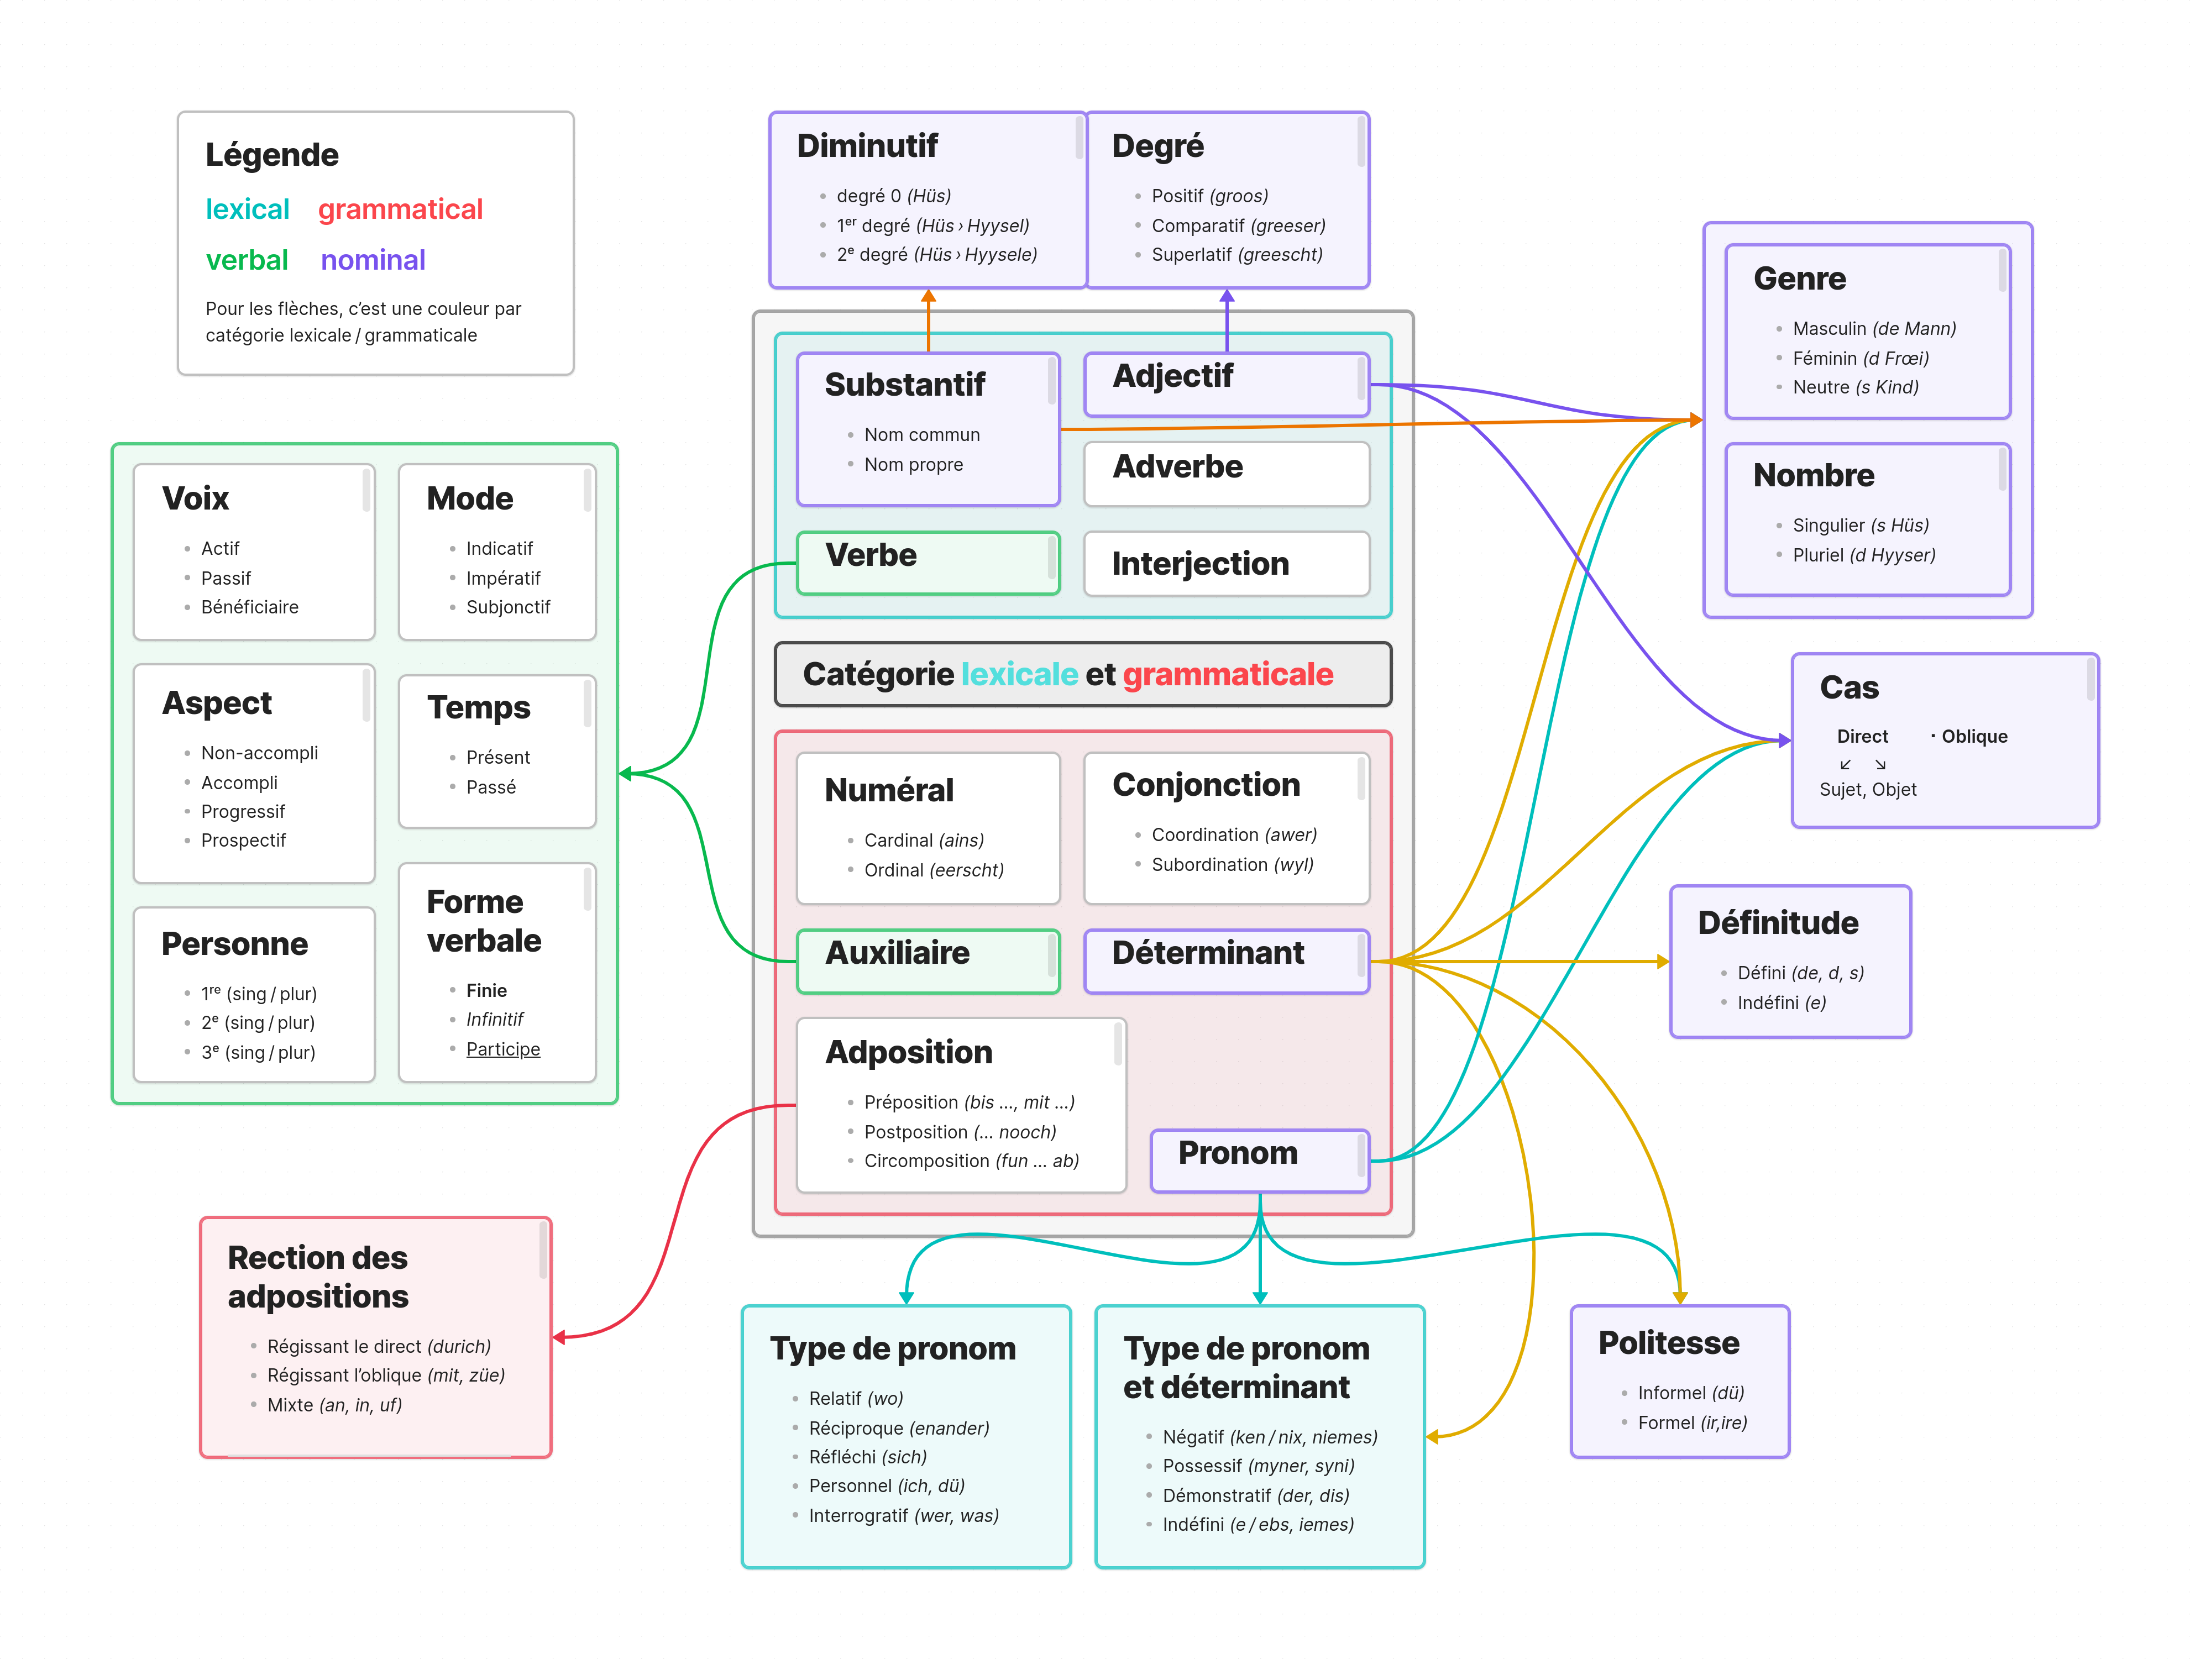 Légende
lexical grammatical
verbal nominal
Pour les flèches, c’est une couleur par
catégorie lexicale / grammaticale
Diminutif
• degré 0 (Hüs)
• 1er degré (Hüs › Hyysel)
• 2e degré (Hüs › Hyysele)
Degré
• Positif (groos)
• Comparatif (greeser)
• Superlatif (greescht)
Genre
• Masculin (de Mann)
• Féminin (d Frœi)
• Neutre (s Kind)
Nombre
• Singulier (s Hüs)
• Pluriel (d Hyyser)
Substantif
• Nom commun
• Nom propre
Adjectif
Adverbe
Verbe
Interjection
Catégorie lexicale et grammaticale
Voix
• Actif
• Passif
• Bénéficiaire
Mode
• Indicatif
• Impératif
• Subjonctif
Aspect
• Non-accompli
• Accompli
• Progressif
• Prospectif
Temps
• Présent
• Passé
Personne
• 1re (sing / plur)
• 2e (sing / plur)
• 3e (sing / plur)
Forme
verbale
• Finie
• Infinitif
• Participe
Cas
Direct · Oblique
↙ ↘
Sujet, Objet
Numéral
• Cardinal (ains)
• Ordinal (eerscht)
Conjonction
• Coordination (awer)
• Subordination (wyl)
Auxiliaire
Déterminant
Définitude
• Défini (de, d, s)
• Indéfini (e)
Adposition
• Préposition (bis ..., mit ...)
• Postposition (... nooch)
• Circomposition (fun ... ab)
Pronom
Rection des
adpositions
• Régissant le direct (durich)
• Régissant l’oblique (mit, züe)
• Mixte (an, in, uf)
Type de pronom
• Relatif (wo)
• Réciproque (enander)
• Réfléchi (sich)
• Personnel (ich, dü)
• Interrogratif (wer, was)
Type de pronom
et déterminant
• Négatif (ken / nix, niemes)
• Possessif (myner, syni)
• Démonstratif (der, dis)
• Indéfini (e / ebs, iemes)
Politesse
• Informel (dü)
• Formel (ir,ire)